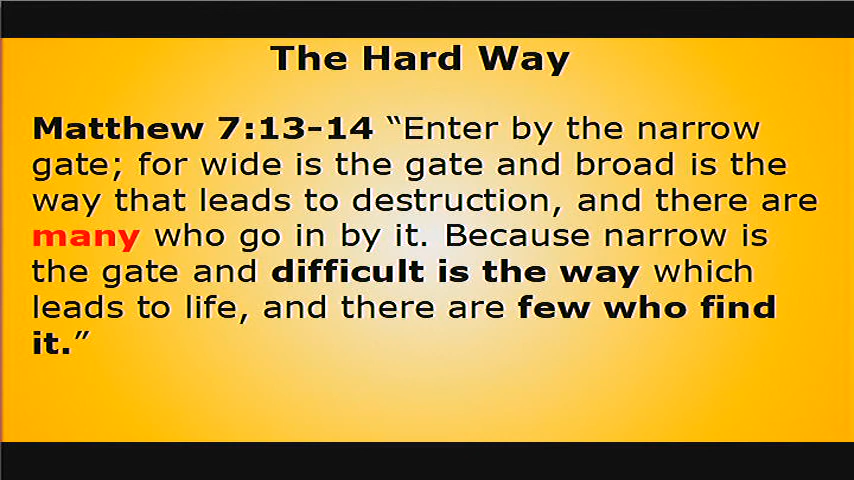 The Hard Way
Matthew 7:13-14 “Enter by the narrow
gate; for wide is the gate and broad is the
way that leads to destruction, and there are
many who go in by it. Because narrow is
the gate and difficult is the way which
leads to life, and there are few who find
it.”